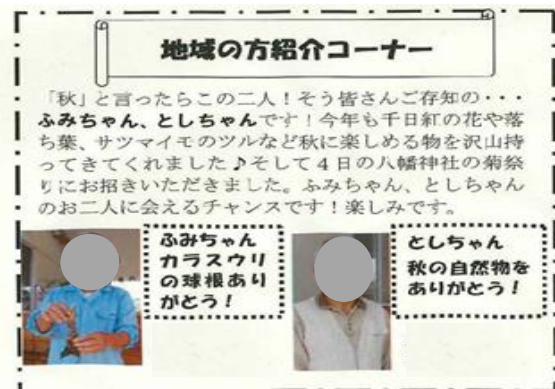 地域の方紹介コーナー
「秋」と言ったらこの二人！そう皆さんご存知の・・・
ふみちゃん、としちゃんです！今年も千日紅の花や落
ち葉、サツマイモのツルなど秋に楽しめる物を沢山持
ってきてくれました♪そして４日の八幡神社の菊祭
りにお招きいただきました。ふみちゃん、としちゃん
のお二人に会えるチャンスです！楽しみです。
ふみちゃん
カラスウリ
の球根あり
がとう！
としちゃん
秋の自然物を
ありがとう！